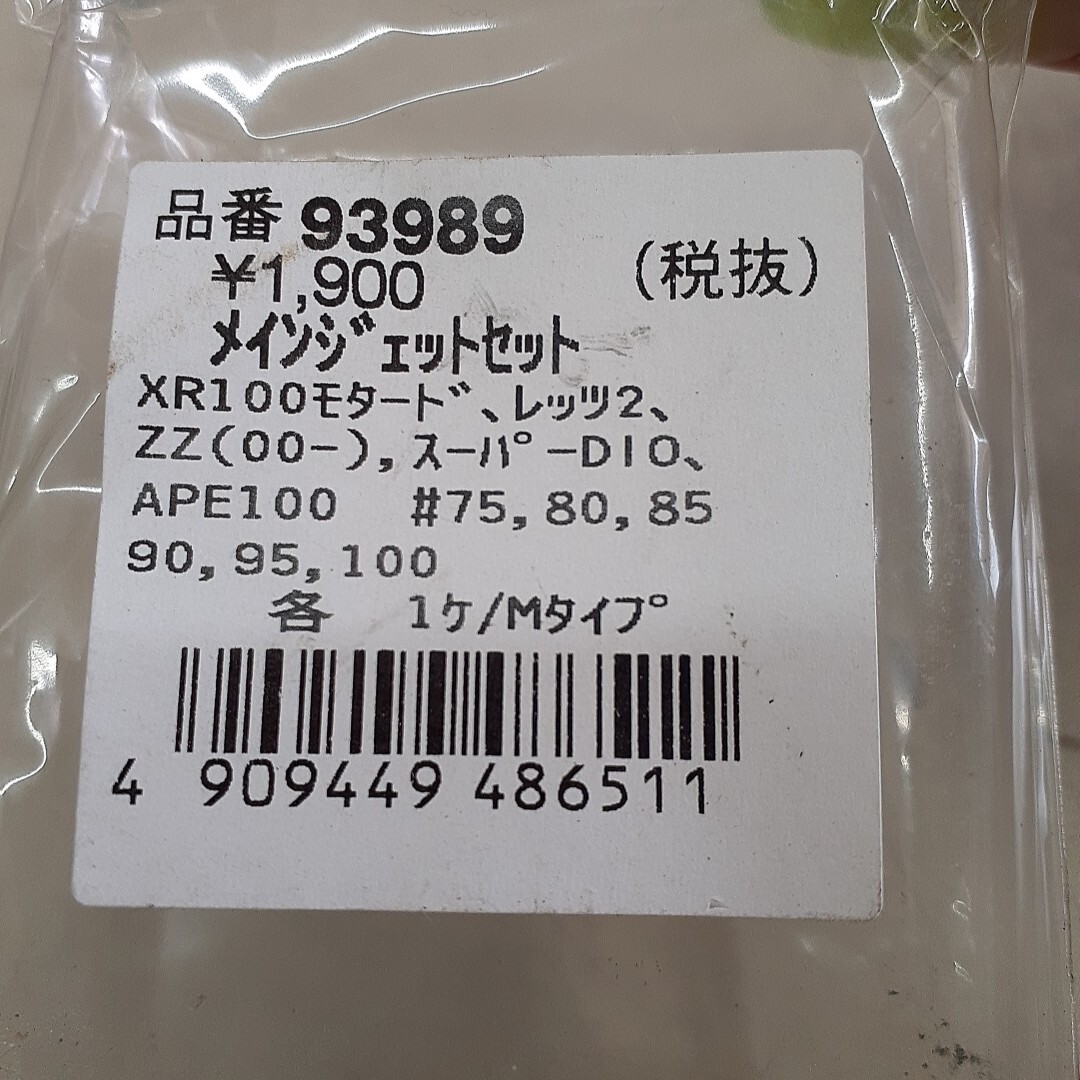 品番 93989
¥1,900 (税抜)
ﾒｲﾝｼﾞｪｯﾄｾｯﾄ
XR100ﾓﾀｰﾄﾞ、ﾚｯﾂ2、
ZZ(00-),ｽｰﾊﾟｰDIO、
APE100 #75,80,85
90,95,100
各 1ケ/Mﾀｲﾌﾟ
4 909449 486511